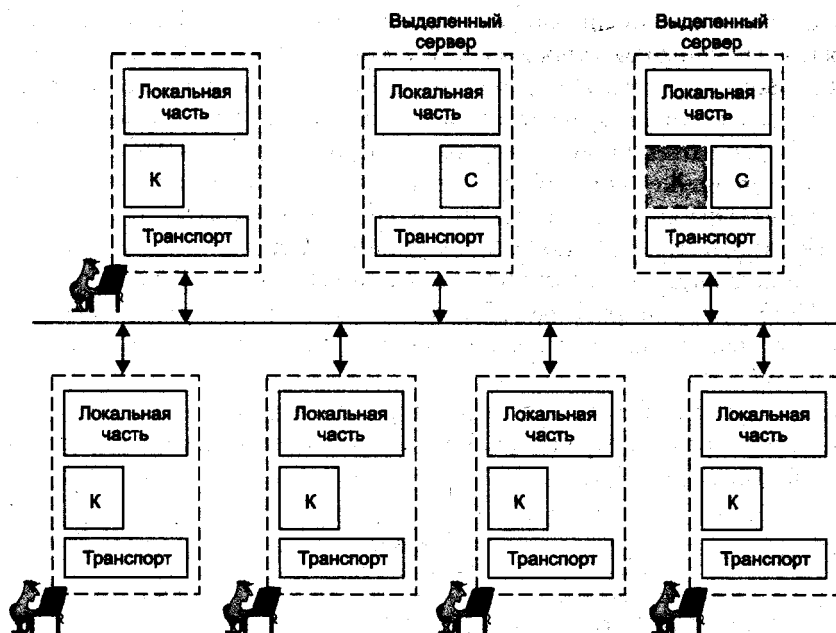 Выделенный
сервер
Выделенный
сервер
Локальная
часть
К
Транспорт
Локальная
часть
С
Транспорт
Локальная
часть
К
С
Транспорт
Локальная
часть
К
Транспорт
Локальная
часть
К
Транспорт
Локальная
часть
К
Транспорт
Локальная
часть
К
Транспорт